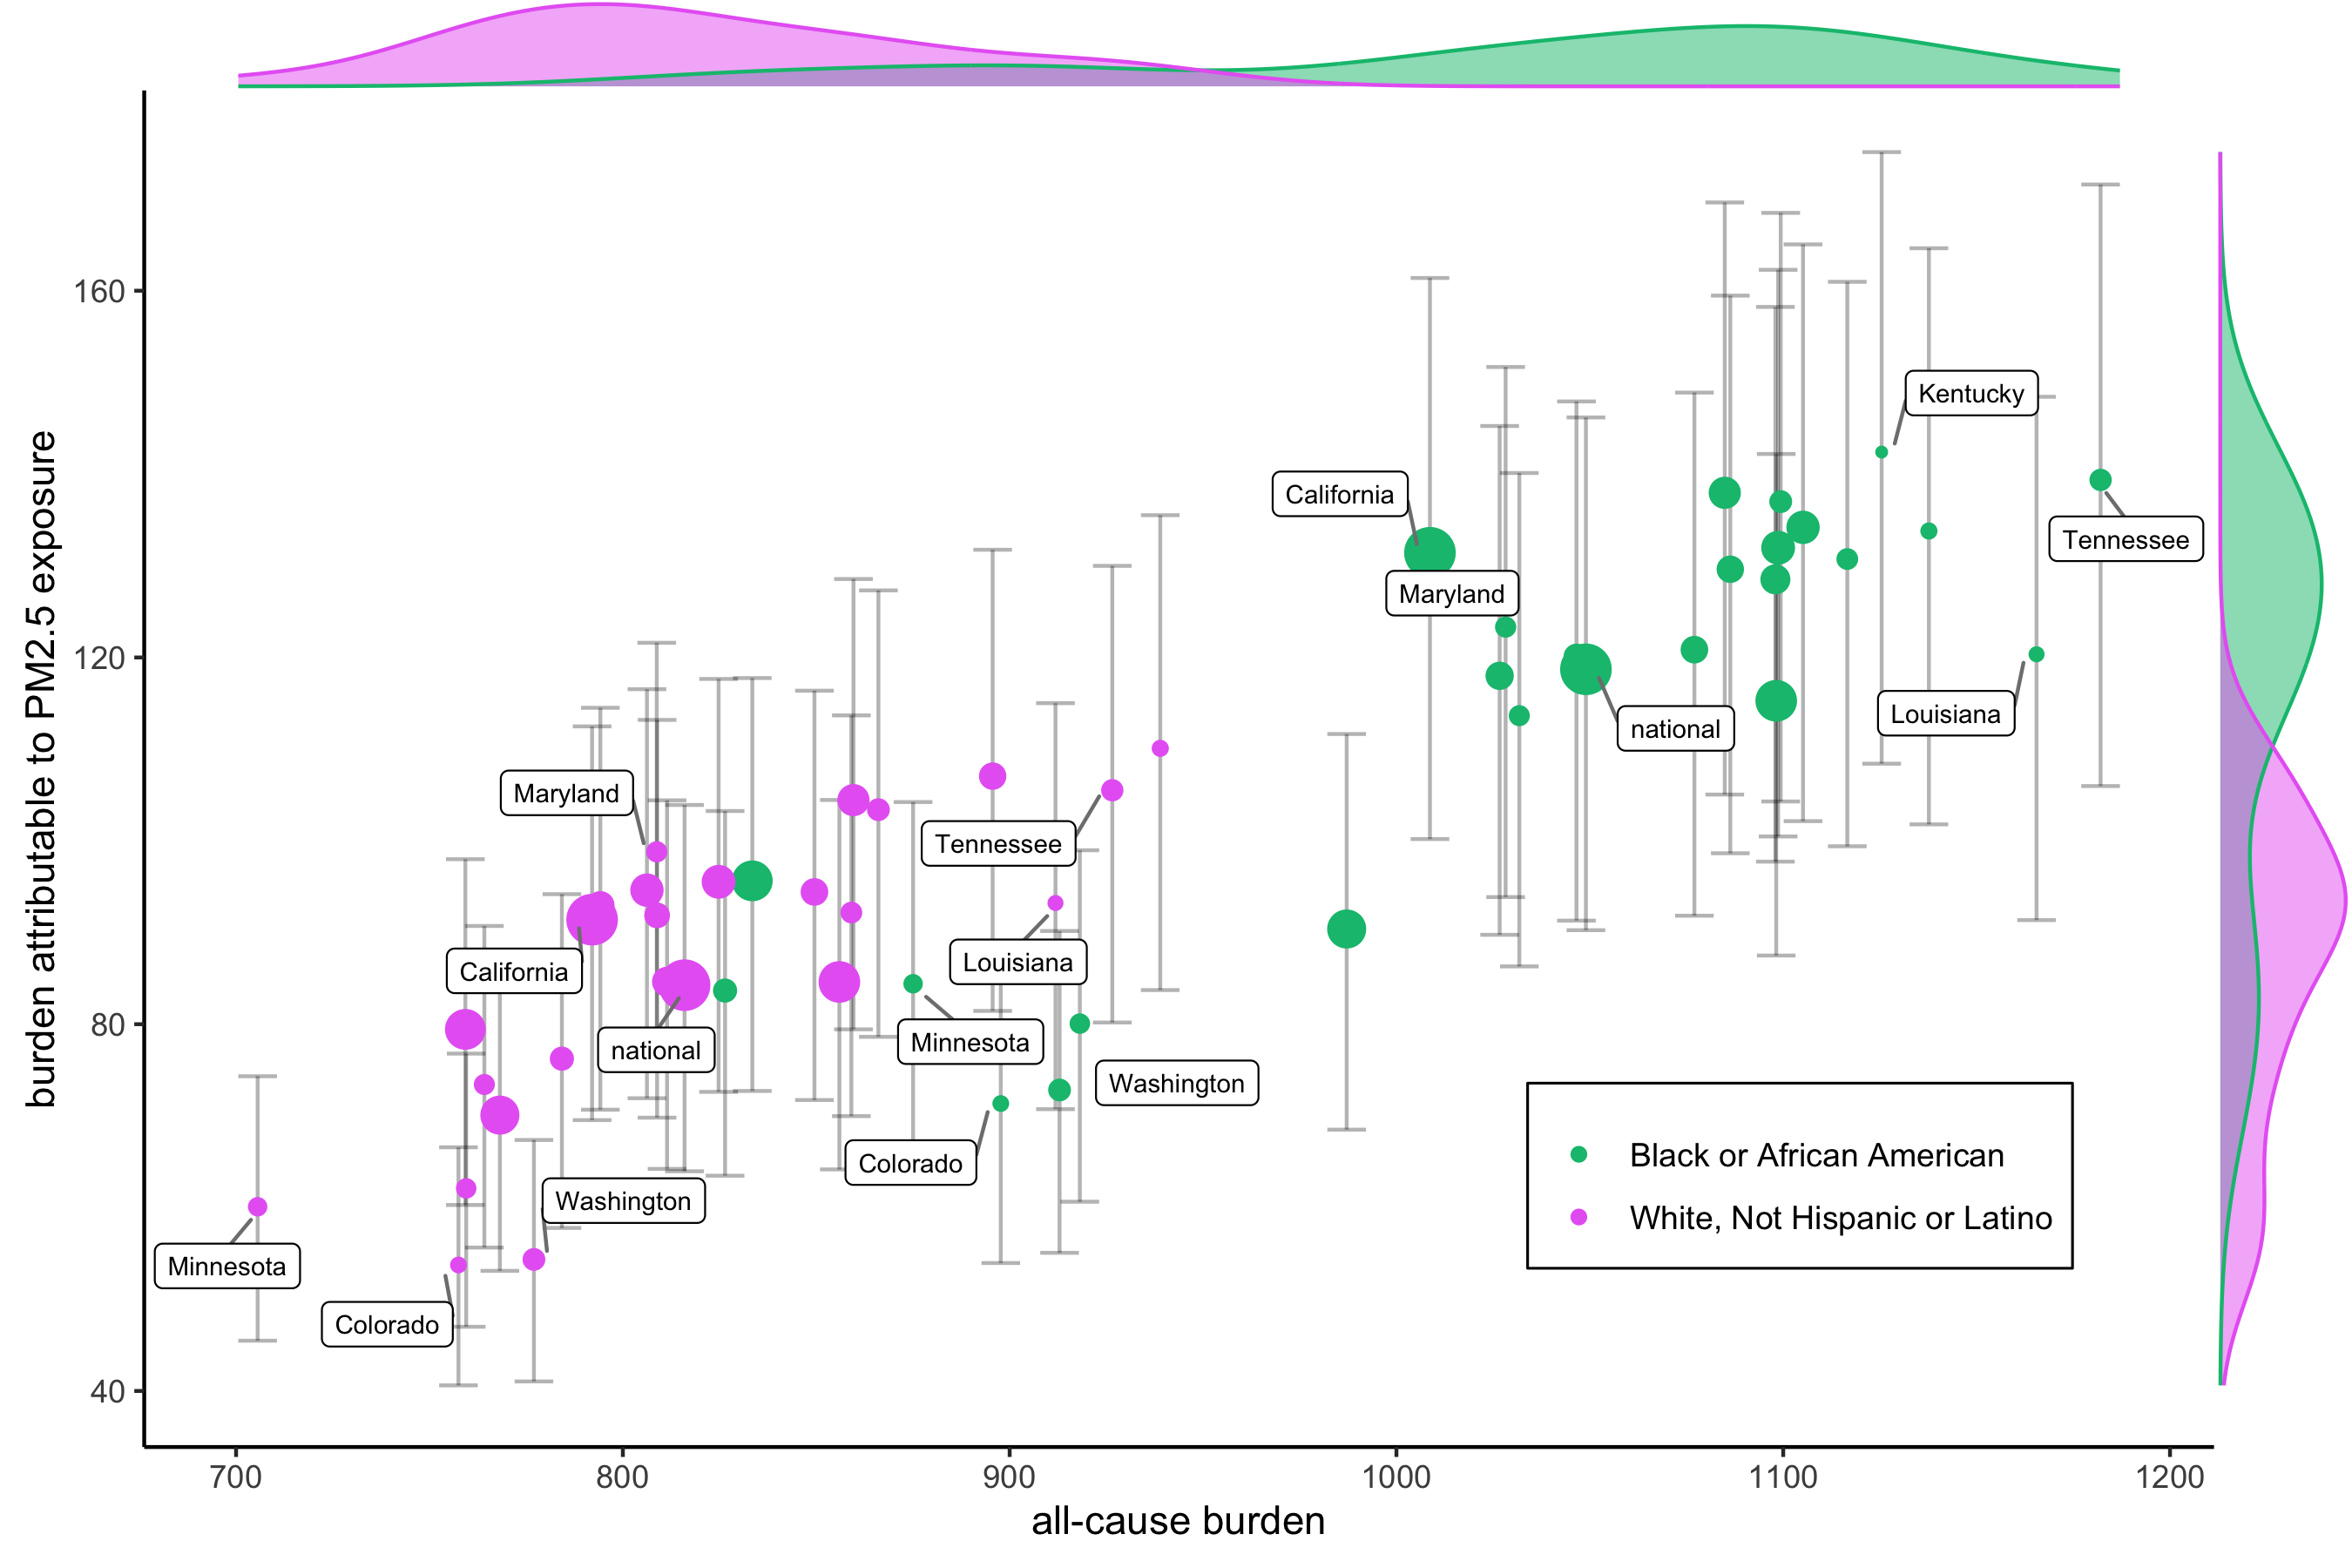 160
120
80
40
burden attributable to PM2.5 exposure
Kentucky
California
Tennessee
Maryland
Louisiana
national
Maryland
Tennessee
Louisiana
California
Minnesota
national
Washington
Colorado
Washington
Minnesota
Colorado
Black or African American
White, Not Hispanic or Latino
700
800
900
1000
1100
1200
all-cause burden